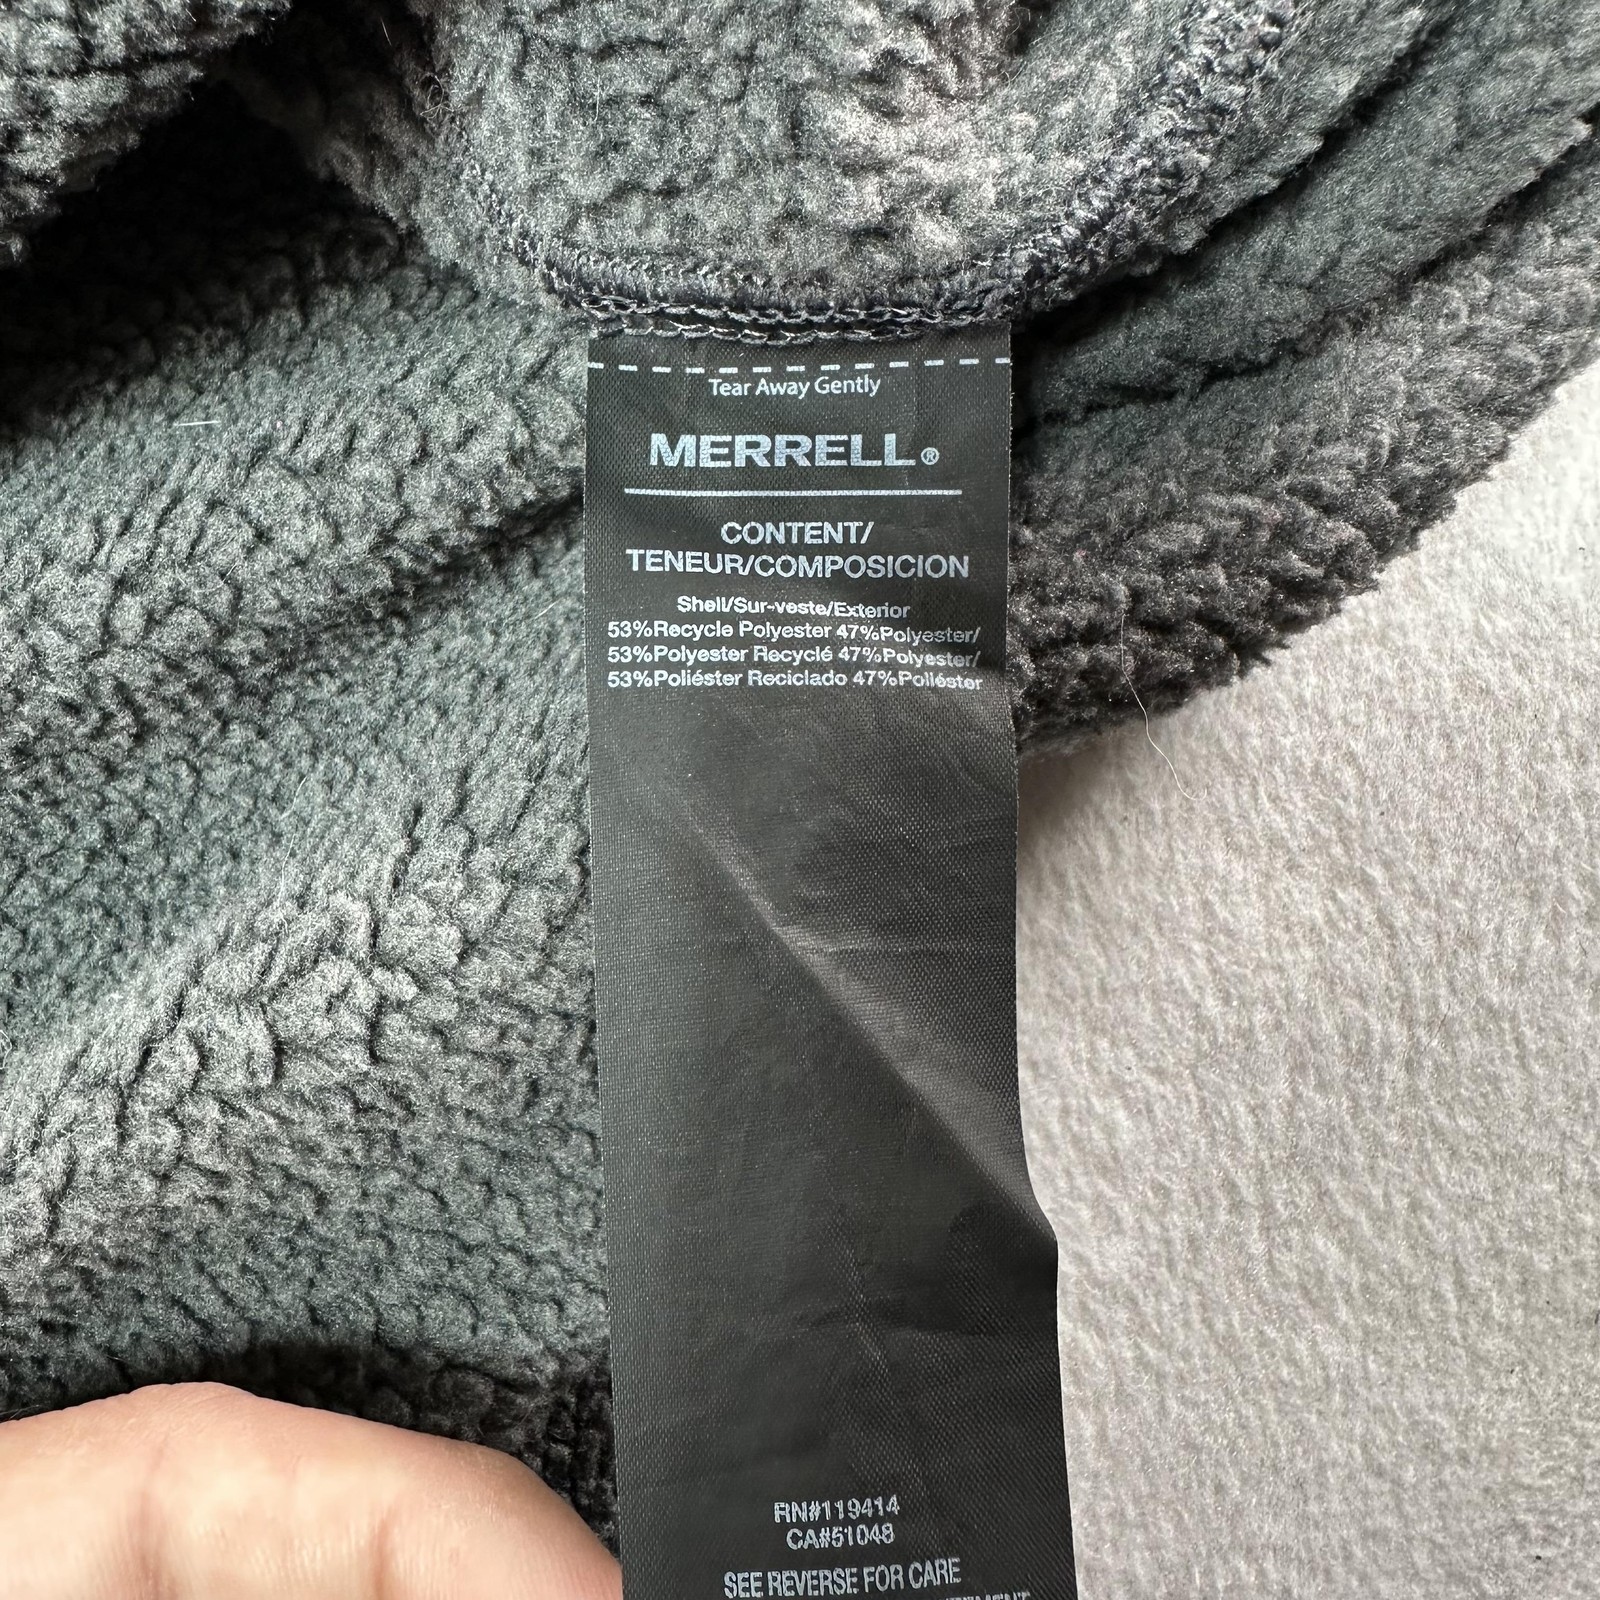 Tear Away Gently
MERRELL®
CONTENT/
TENEUR/COMPOSICION
Shell/Sur-veste/Exterior
53%Recycle Polyester 47%Polyester/
53%Polyester Recyclé 47%Polyester/
53%Poliéster Reciclado 47%Poliéster
RN#119414
CA#51048
SEE REVERSE FOR CARE